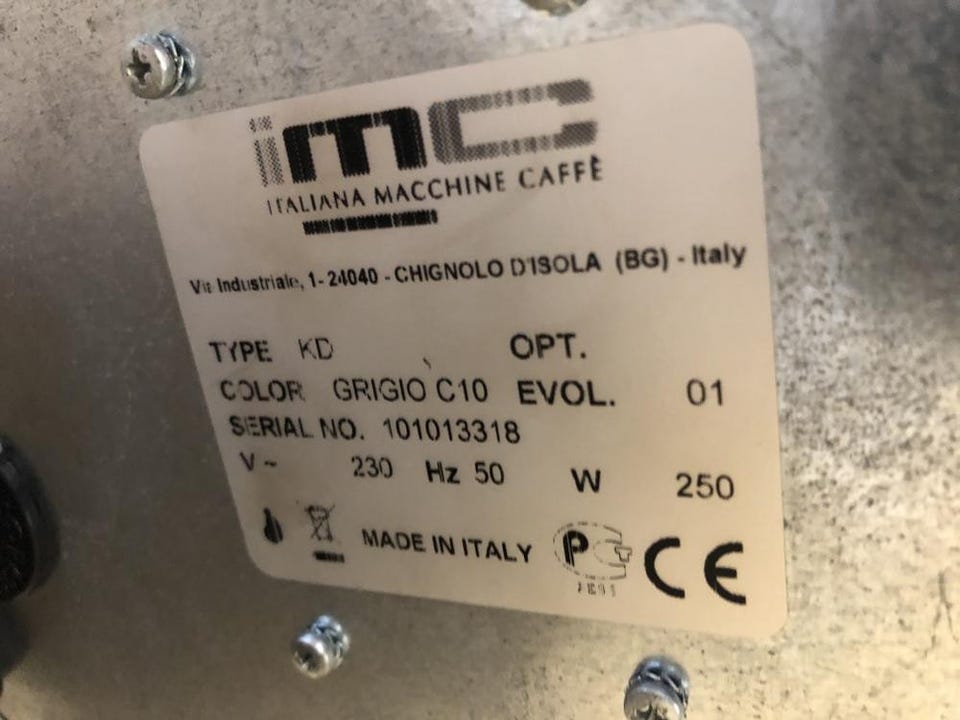 imc
ITALIANA MACCHINE CAFFÈ
Via Industriale, 1- 24040 - CHIGNOLO D'ISOLA (BG) - Italy
TYPE KD OPT.
COLOR GRIGIO C10 EVOL. 01
SERIAL NO. 101013318
V ~ 230 Hz 50 W 250
MADE IN ITALY PC CE